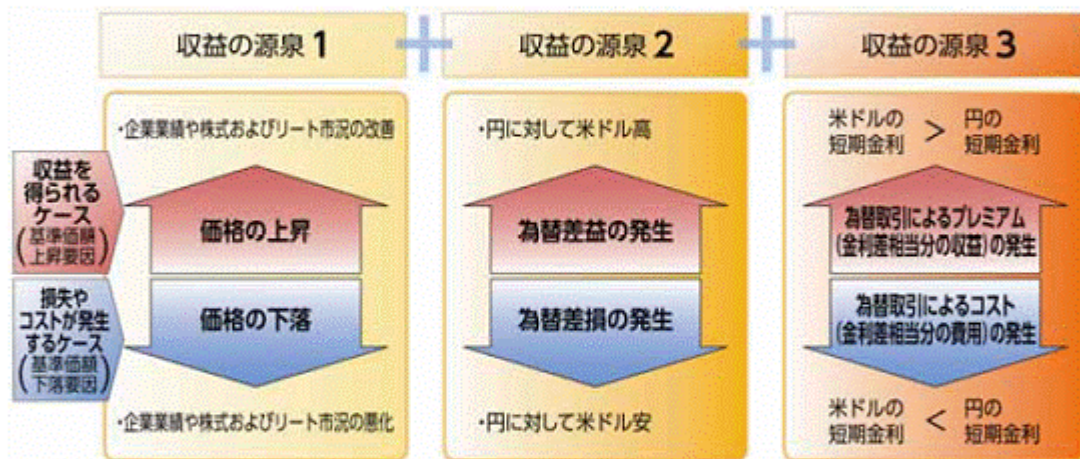 収益の源泉1
+
収益の源泉2
+
収益の源泉3
収益を
得られる
ケース
(基準価額
上昇要因)
損失や
コストが発生
するケース
(基準価額
下落要因)
・企業業績や株式およびリート市況の改善
価格の上昇
価格の下落
・企業業績や株式およびリート市況の悪化
・円に対して米ドル高
為替差益の発生
為替差損の発生
・円に対して米ドル安
米ドルの 円の
短期金利 > 短期金利
為替取引によるプレミアム
(金利差相当分の収益)の発生
為替取引によるコスト
(金利差相当分の費用)の発生
米ドルの 円の
短期金利 < 短期金利